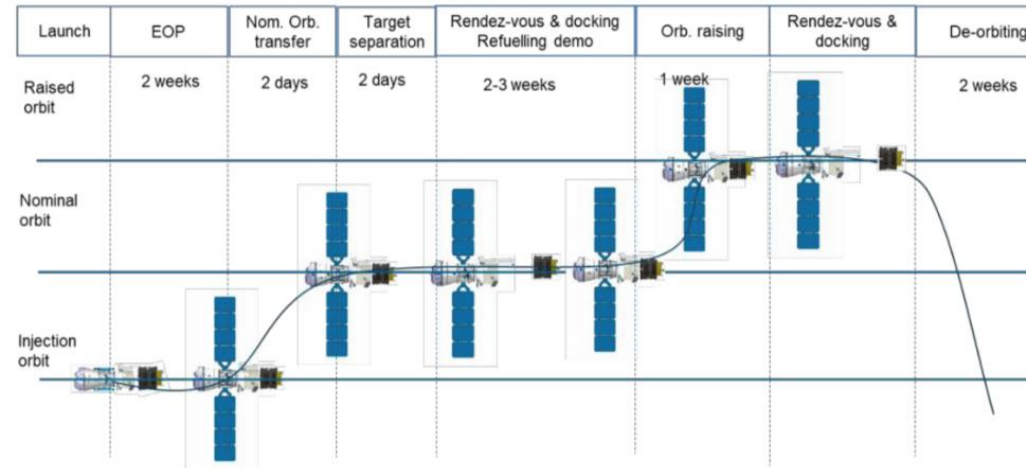 Launch
EOP
Nom. Orb.
transfer
Target
separation
Rendez-vous & docking
Refuelling demo
Orb. raising
Rendez-vous &
docking
De-orbiting
Raised
orbit
2 weeks
2 days
2 days
2-3 weeks
1 week
2 weeks
Nominal
orbit
Injection
orbit